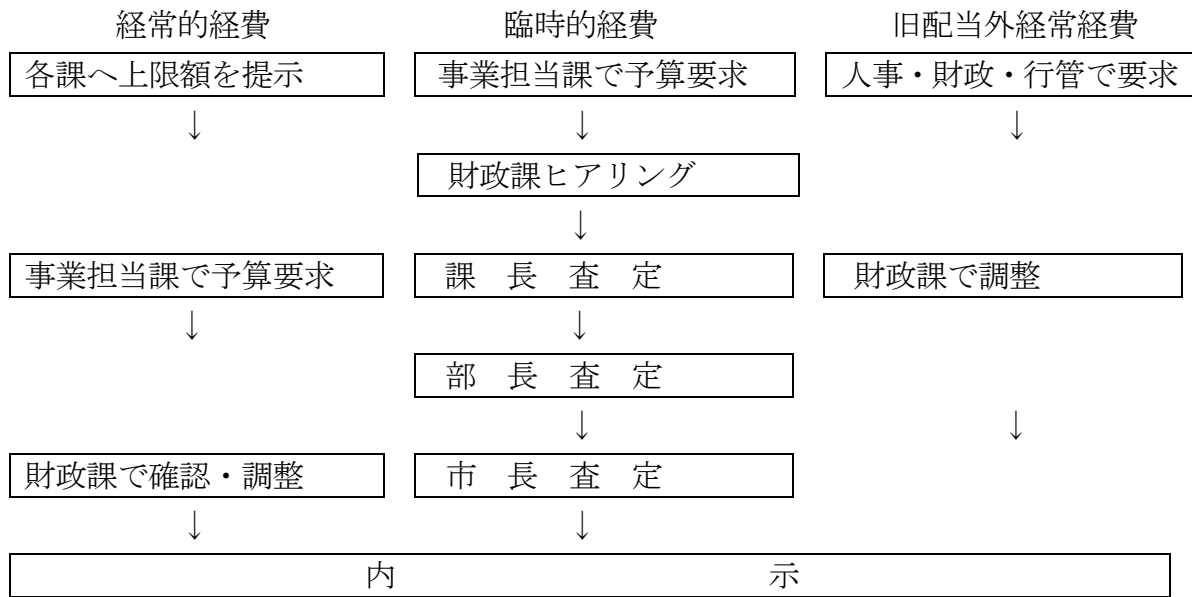 経常的経費 臨時的経費 旧配当外経常経費
各課へ上限額を提示 事業担当課で予算要求 人事・財政・行管で要求
↓ ↓ ↓
財政課ヒアリング
↓
事業担当課で予算要求 課長査定 財政課で調整
↓ ↓
部長査定
↓ ↓
財政課で確認・調整 市長査定
↓ ↓
内示